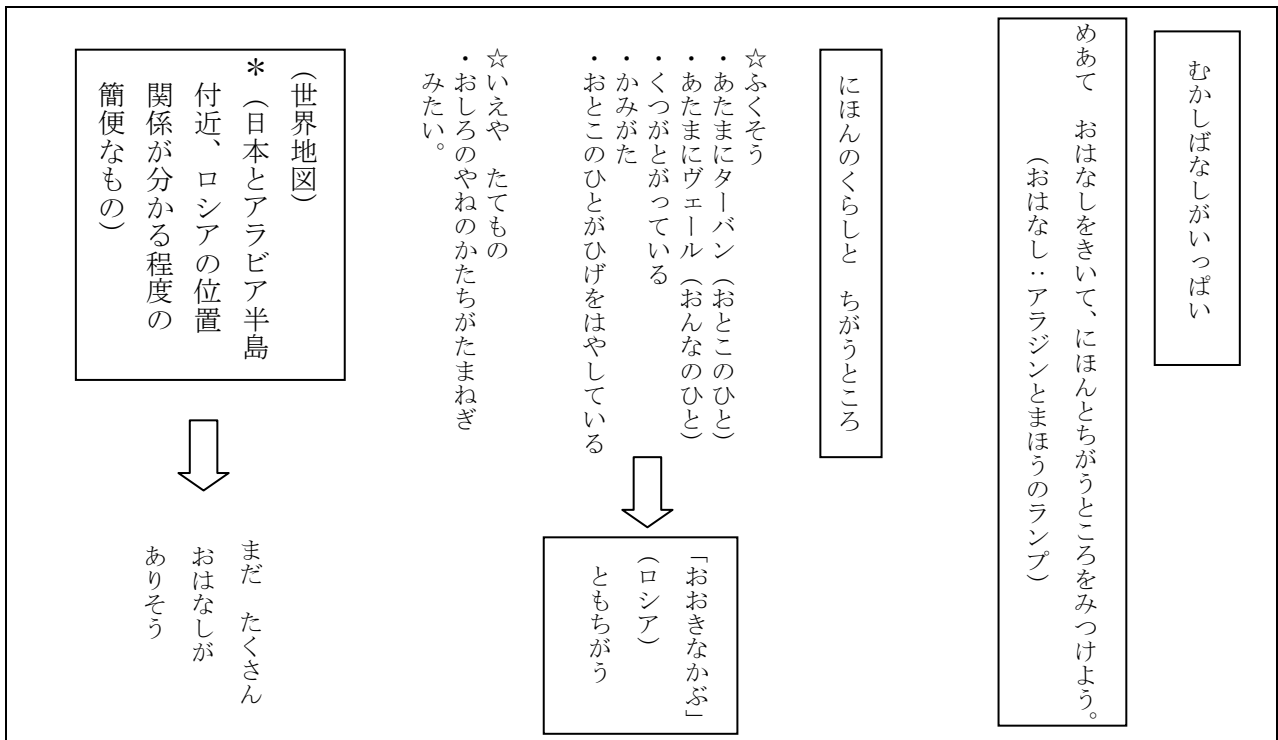 むかしばなしがいっぱい
めあて　おはなしをきいて、にほんとちがうところをみつけよう。
（おはなし：アラジンとまほうのランプ）
にほんのくらしと　ちがうところ
☆ふくそう
・あたまにターバン（おとこのひと）
・あたまにヴェール（おんなのひと）
・くつがとがっている
・かみがた
・おとこのひとがひげをはやしている
「おおきなかぶ」
（ロシア）
ともちがう
☆いえや　たてもの
・おしろのやねのかたちがたまねぎ
みたい。
（世界地図）
＊（日本とアラビア半島
付近、ロシアの位置
関係が分かる程度の
簡便なもの）
まだ　たくさん
おはなしが
ありそう